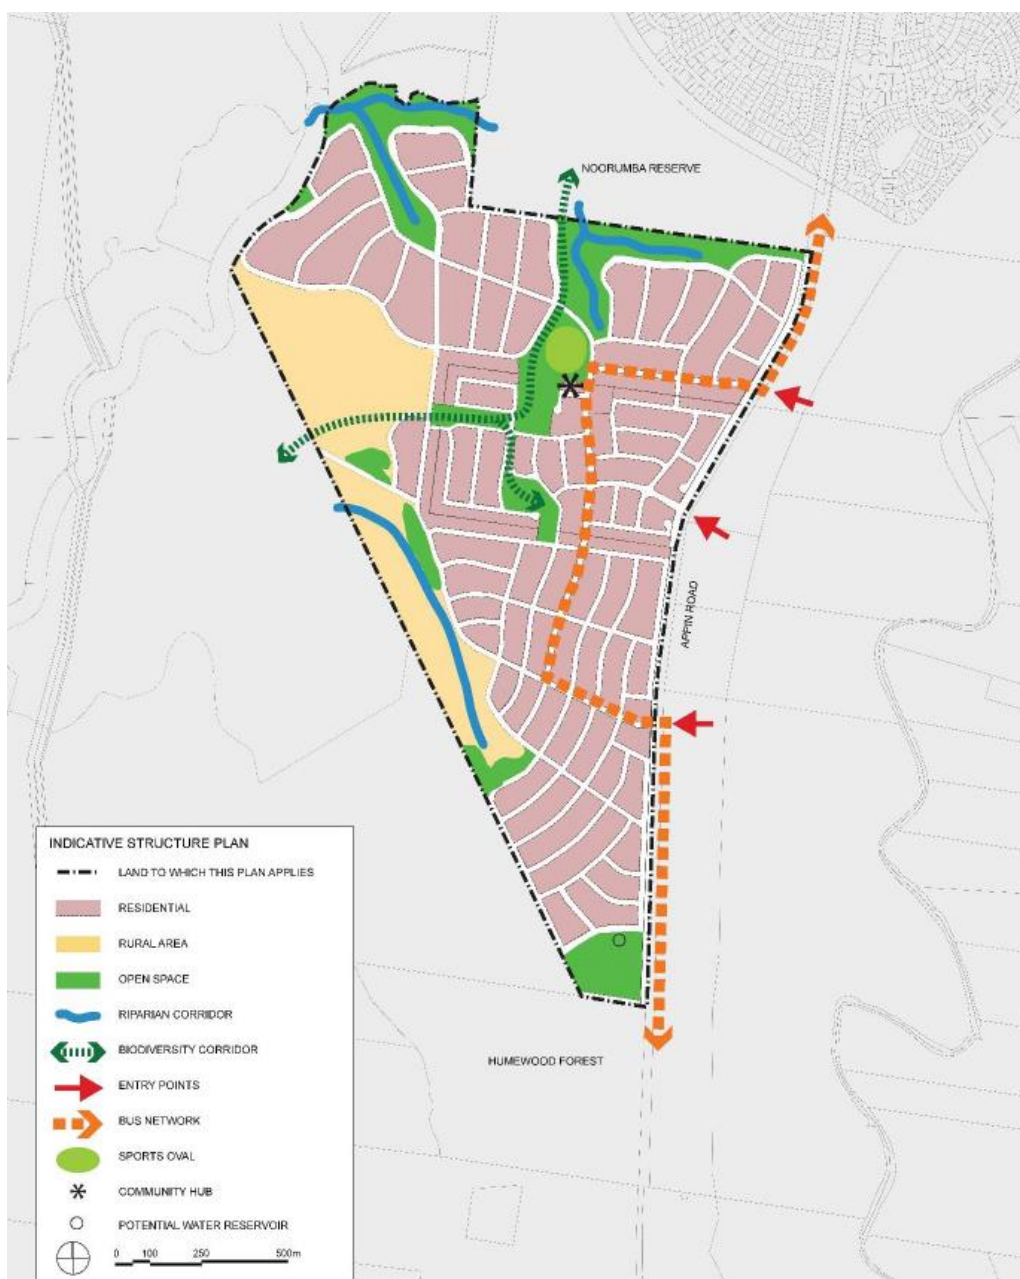 NOORUMBA RESERVE
APPIN ROAD
HUMEWOOD FOREST
INDICATIVE STRUCTURE PLAN
LAND TO WHICH THIS PLAN APPLIES
RESIDENTIAL
RURAL AREA
OPEN SPACE
RIPARIAN CORRIDOR
BIODIVERSITY CORRIDOR
ENTRY POINTS
BUS NETWORK
SPORTS OVAL
COMMUNITY HUB
POTENTIAL WATER RESERVOIR
0 100 250 500m